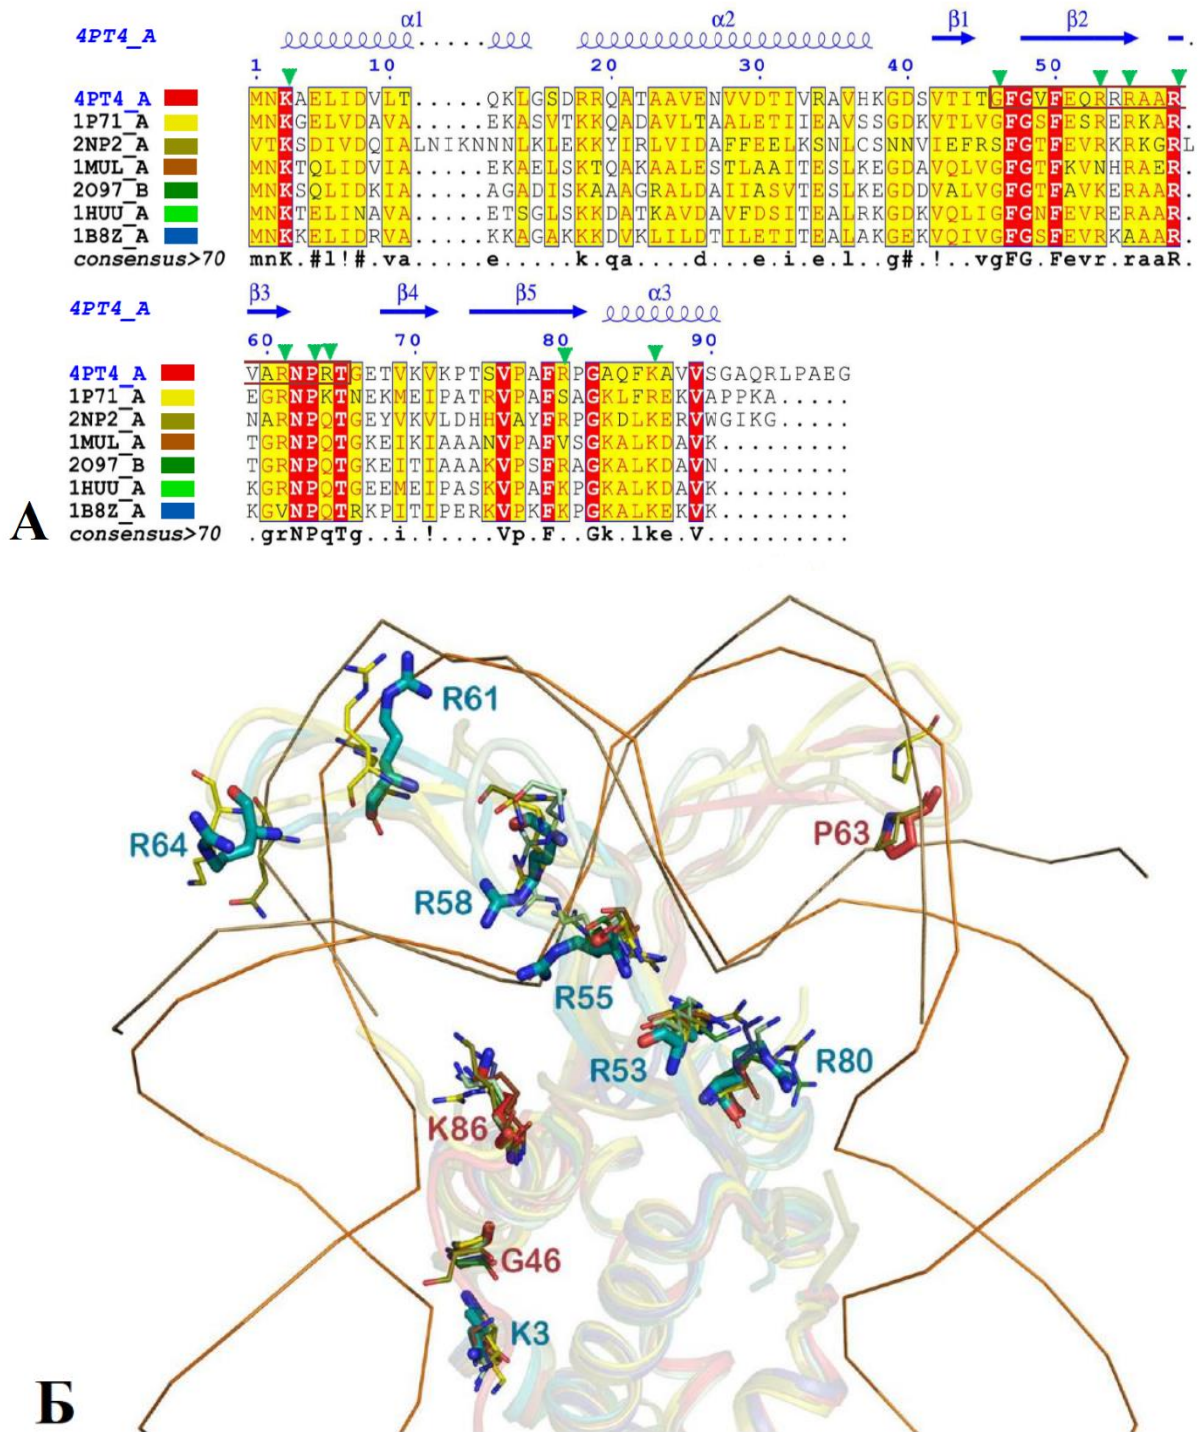 4PT4_A α1 . . . . . α2 β1 β2 .
1 10 20 30 40 50
4PT4_A MNKAELIDVLT.....QKLGSDRRQATAAVENVVDTIVRAVHKGDSVTITGFGVFEQRRRAAR.
1P71_A MNKGELVDAVA.....EKASVTKKQADAVLTAALETIIEAVSSGDKVTLVGFGSFESRERKAR.
2NP2_A VTKSDIVDQIALNIKNNNLKLEKKYIRLVIDAFFEELKSNLCSNNVIEFRSFGTFEVRKRKGRL
1MUL_A MNKTQLIDVIA.....EKAELSKTQAKAALESTLAAITESLKEGDAVQLVGFGTFKVNHRAER.
2O97_B MNKSQLIDKIA.....AGADISKAAAGRALDAIIASVTESLKEGDDVALVGFGTFAVKERAAR.
1HUU_A MNKTELINAVA.....ETSGLSKKDATKAVDAVFDSITEALRKGDKVQLIGFGNFEVRERAAR.
1B8Z_A MNKKELIDRVA.....KKAGAKKKDVKLILDTILETITEALAKGEKVQIVGFGSFEVRKAAAR.
consensus>70 mnK.#l!#.va.....e.....k.qa....d...e.i.e.l..g#.!..vgFG.Fevr.raaR.
4PT4_A β3 β4 β5 α3
60 70 80 90
4PT4_A VARNPRTGETVKVKPTSVPAFRPGAQFKAVVSGAQRLPAEG
1P71_A EGRNPKTNEKMEIPATRVPAFSAGKLFREKVAPPKA.....
2NP2_A NARNPQTGEYVKVLDHHVAYFRPGKDLKERVWGIKG.....
1MUL_A TGRNPQTGKEIKIAAANVPAFVSGKALKDAVK.........
2O97_B TGRNPQTGKEITIAAAKVPSFRAGKALKDAVN.........
1HUU_A KGRNPQTGEEMEIPASKVPAFKPGKALKDAVK.........
1B8Z_A KGVNPQTRKPITIPERKVPKFKPGKALKEKVK.........
consensus>70 .grNPqTg..i.!....Vp.F..Gk.lke.V..........
А
R61
R64
P63
R58
R55
R53
R80
K86
G46
K3
Б